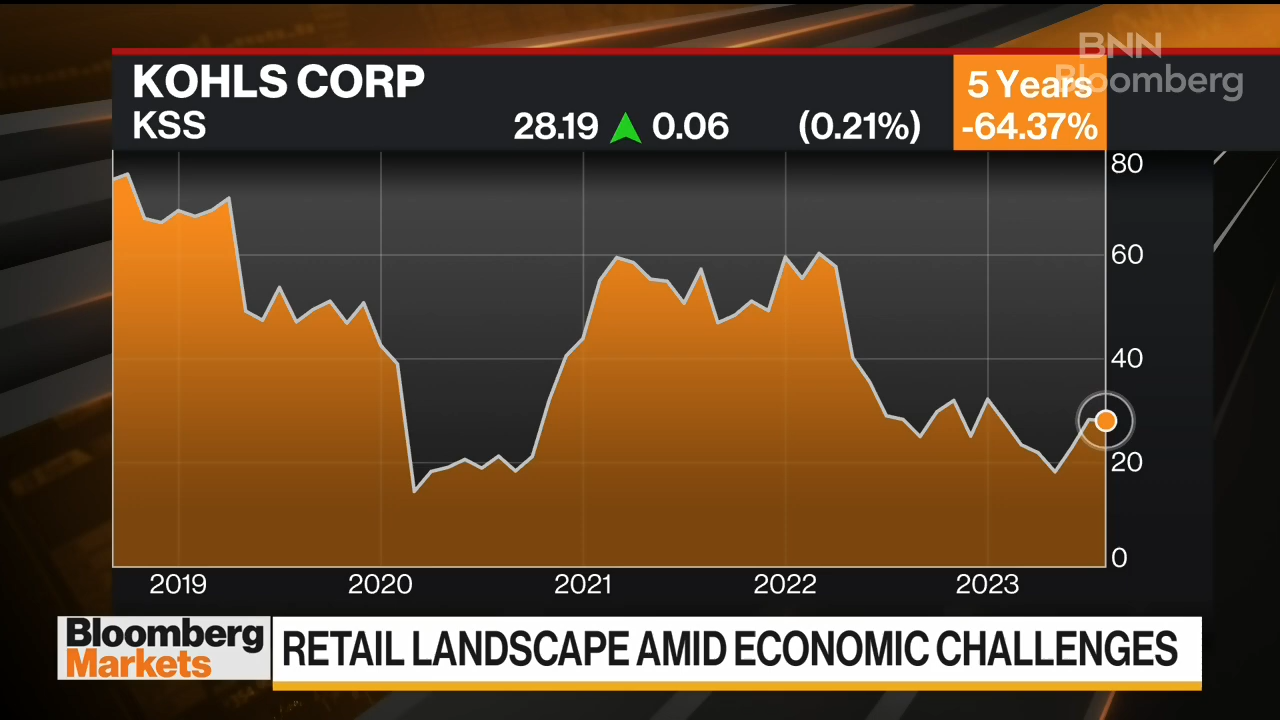 BNN
Bloomberg
KOHLS CORP
KSS
28.19 ▲ 0.06 (0.21%)
5 Years
-64.37%
80
60
40
20
0
2019 2020 2021 2022 2023
Bloomberg
Markets
RETAIL LANDSCAPE AMID ECONOMIC CHALLENGES